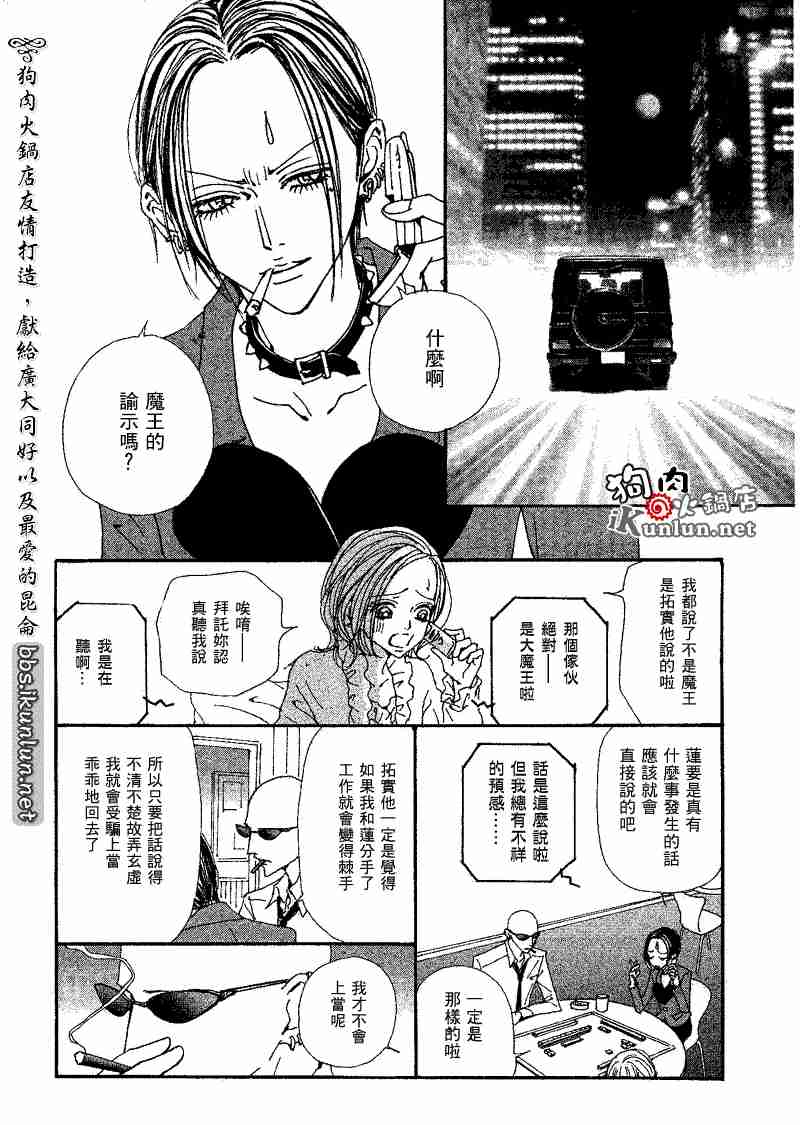 什麼啊
魔王的
諭示嗎?
狗肉火鍋店友情打造,獻給廣大同好以及最愛的昆侖
bbs.ikunlun.net
狗肉
火鍋店
iKunlun.net
我都說了不是魔王
是拓實他說的啦
那個傢伙
絕對——
是大魔王啦
唉唷——
拜託妳認
真聽我說
我是在
聽啊……
蓮要是真有
什麼事發生的話
應該就會
直接說的吧
話是這麼說啦
但我總有不祥
的預感……
拓實他一定是覺得
如果我和蓮分手了
工作就會變得棘手
所以只要把話說得
不清不楚故弄玄虛
我就會受騙上當
乖乖地回去了
一定是
那樣的啦
我才不會
上當呢